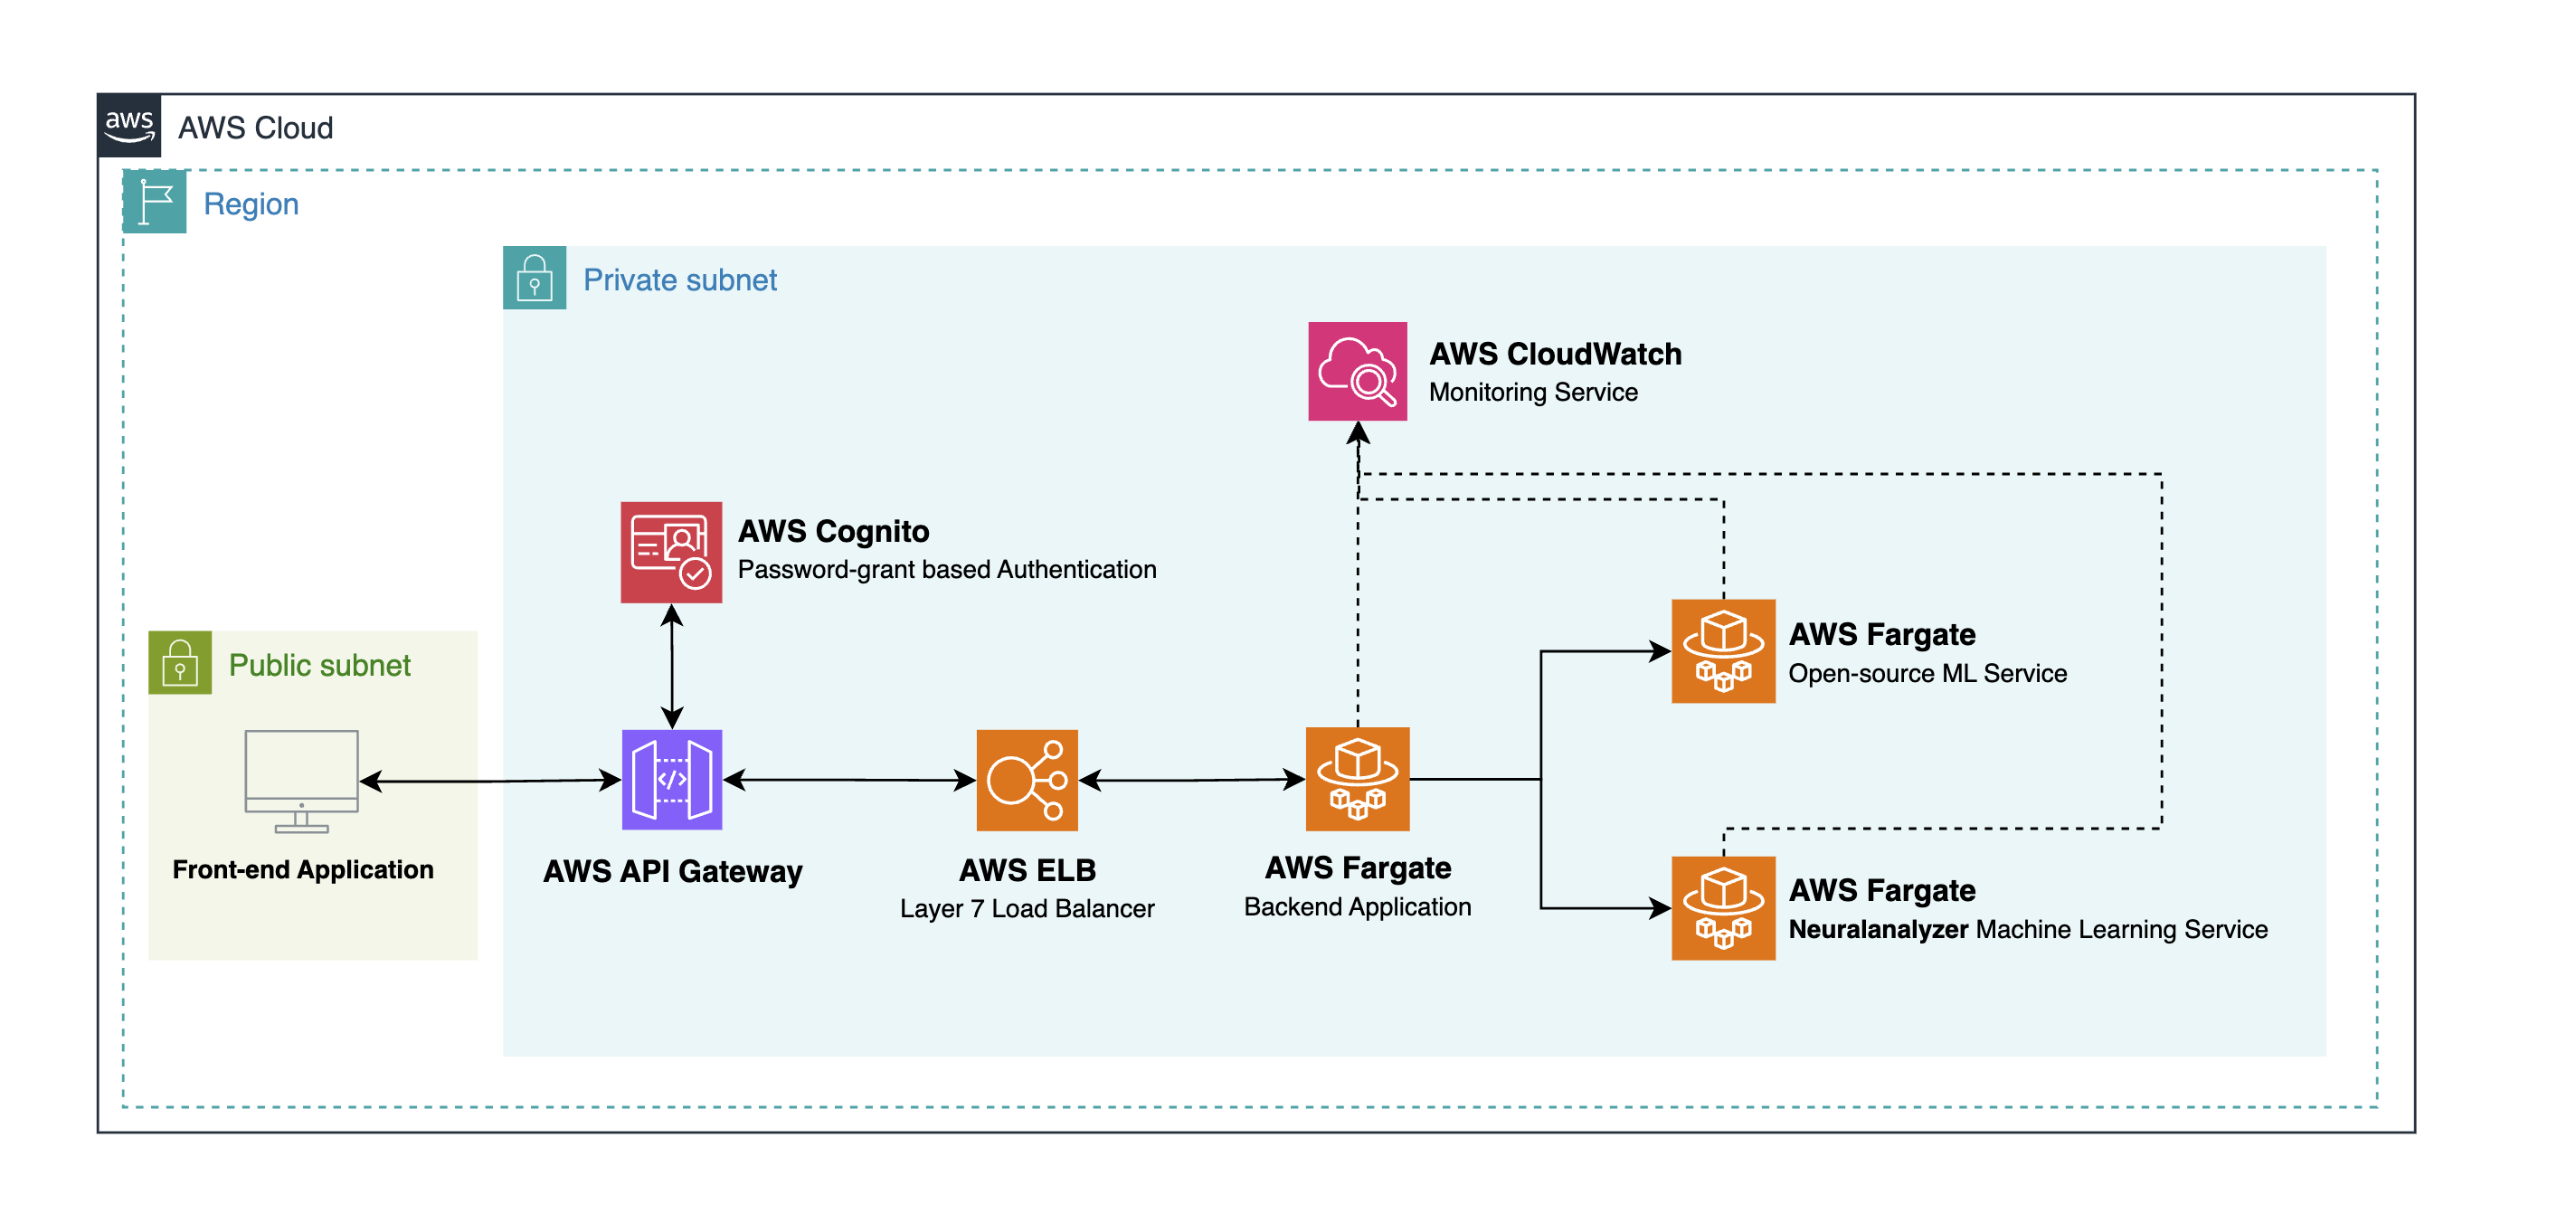 aws
AWS Cloud
Region
Private subnet
AWS CloudWatch
Monitoring Service
AWS Cognito
Password-grant based Authentication
AWS Fargate
Open-source ML Service
Public subnet
</>
Front-end Application
AWS API Gateway
AWS ELB
Layer 7 Load Balancer
AWS Fargate
Backend Application
AWS Fargate
Neuralanalyzer Machine Learning Service